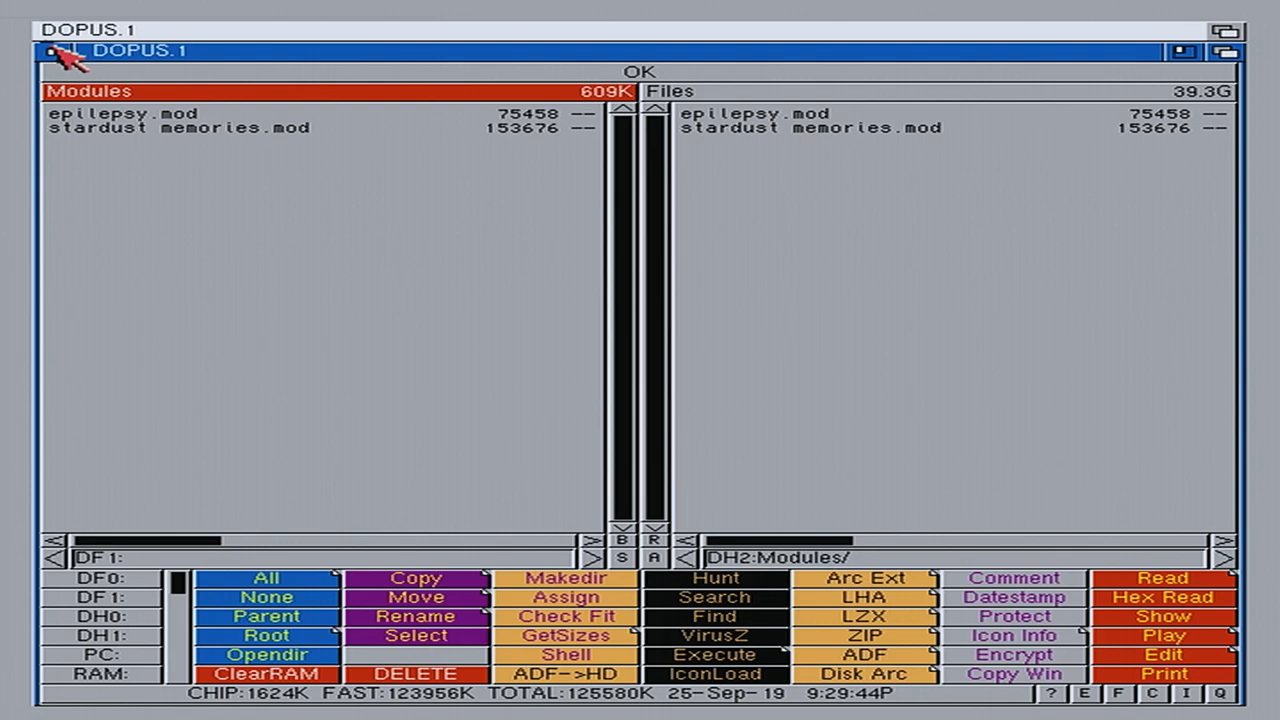 DOPUS.1
DOPUS.1
OK
Modules 609K Files 39.3G
epilepsy.mod 75458 -- epilepsy.mod 75458 --
stardust memories.mod 153676 -- stardust memories.mod 153676 --
B R
DF1: S A DH2:Modules/
DF0: All Copy Makedir Hunt Arc Ext Comment Read
DF1: None Move Assign Search LHA Datestamp Hex Read
DH0: Parent Rename Check Fit Find LZX Protect Show
DH1: Root Select GetSizes VirusZ ZIP Icon Info Play
PC: Opendir Shell Execute ADF Encrypt Edit
RAM: ClearRAM DELETE ADF->HD IconLoad Disk Arc Copy Win Print
CHIP:1624K FAST:123956K TOTAL:125580K 25-Sep-19 9:29:44P ? E F C I Q